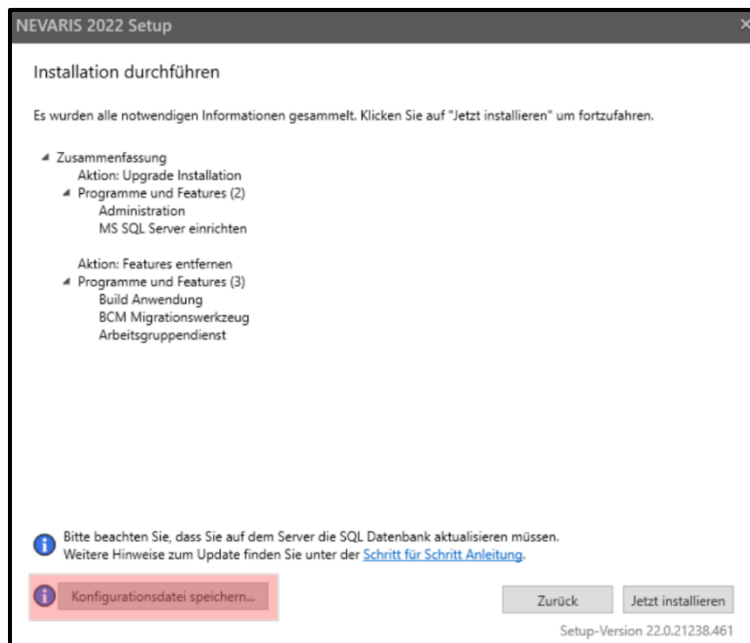 NEVARIS 2022 Setup
Installation durchführen
Es wurden alle notwendigen Informationen gesammelt. Klicken Sie auf "Jetzt installieren" um fortzufahren.
Zusammenfassung
Aktion: Upgrade Installation
Programme und Features (2)
Administration
MS SQL Server einrichten
Aktion: Features entfernen
Programme und Features (3)
Build Anwendung
BCM Migrationswerkzeug
Arbeitsgruppendienst
Bitte beachten Sie, dass Sie auf dem Server die SQL Datenbank aktualisieren müssen.
Weitere Hinweise zum Update finden Sie unter der Schritt für Schritt Anleitung.
Konfigurationsdatei speichern...
Zurück
Jetzt installieren
Setup-Version 22.0.21238.461